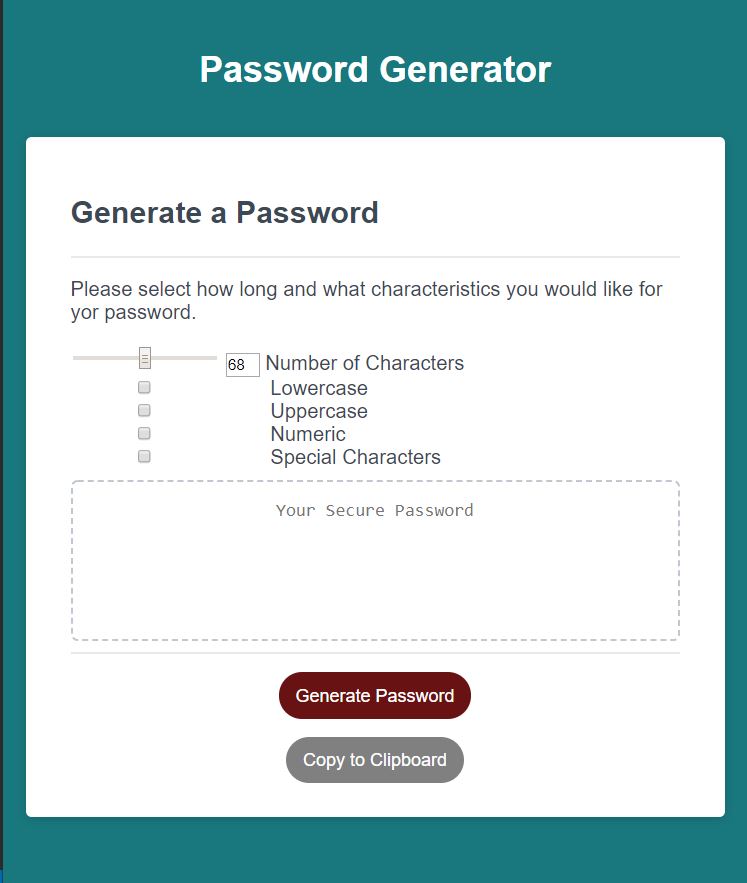 Password Generator
Generate a Password
Please select how long and what characteristics you would like for
yor password.
68 Number of Characters
Lowercase
Uppercase
Numeric
Special Characters
Your Secure Password
Generate Password
Copy to Clipboard